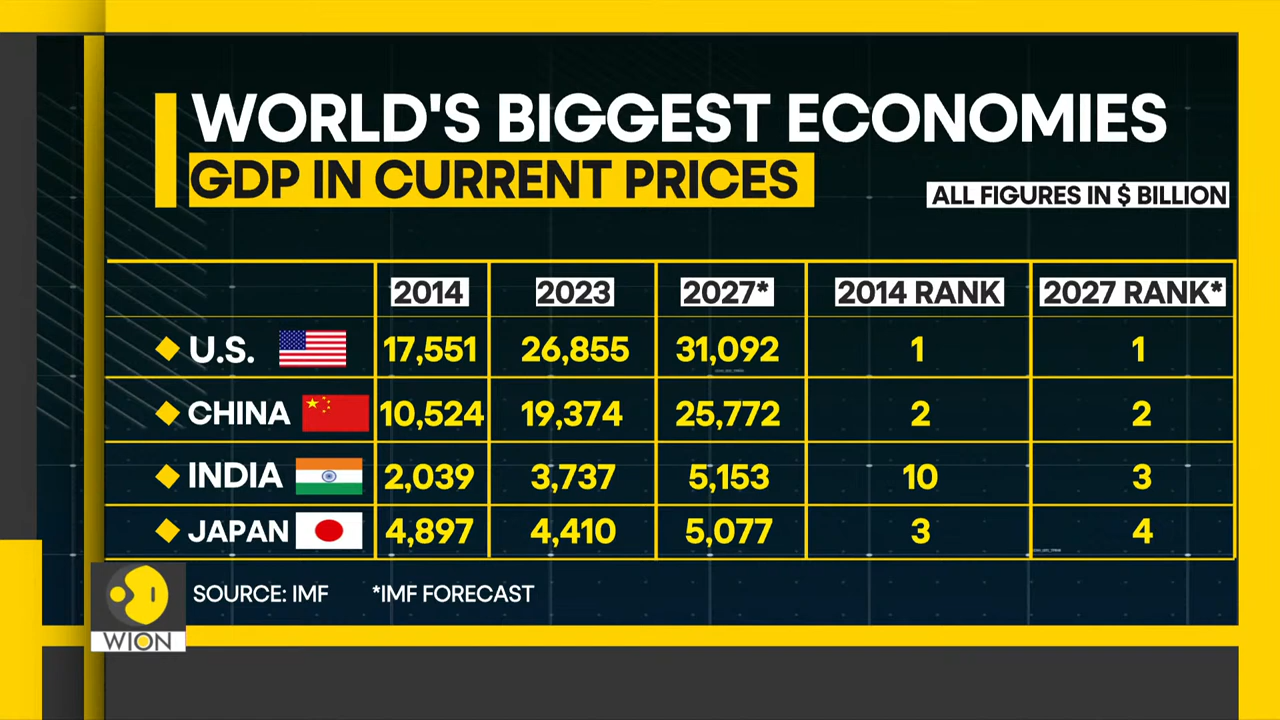 WORLD'S BIGGEST ECONOMIES
GDP IN CURRENT PRICES
ALL FIGURES IN $ BILLION
2014 2023 2027* 2014 RANK 2027 RANK*
U.S. 17,551 26,855 31,092 1 1
CHINA 10,524 19,374 25,772 2 2
INDIA 2,039 3,737 5,153 10 3
JAPAN 4,897 4,410 5,077 3 4
SOURCE: IMF *IMF FORECAST
WION